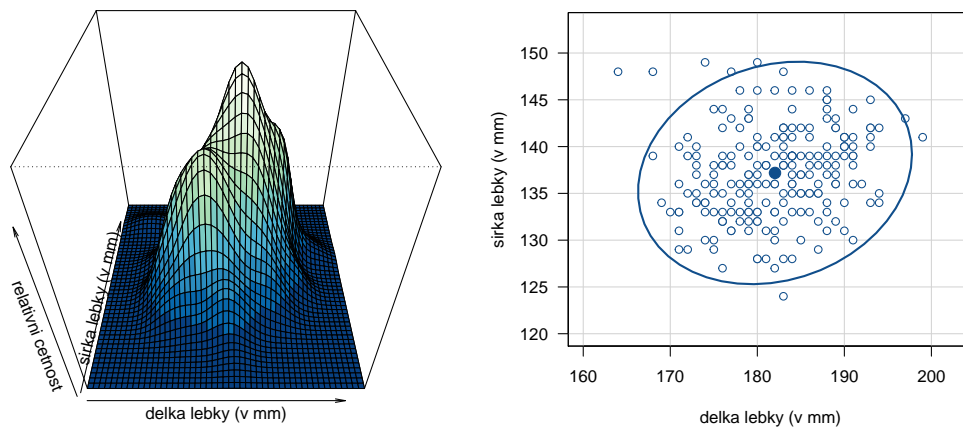 relativni cetnost
sirka lebky (v mm)
delka lebky (v mm)
sirka lebky (v mm)
150
145
140
135
130
125
120
160
170
180
190
200
delka lebky (v mm)